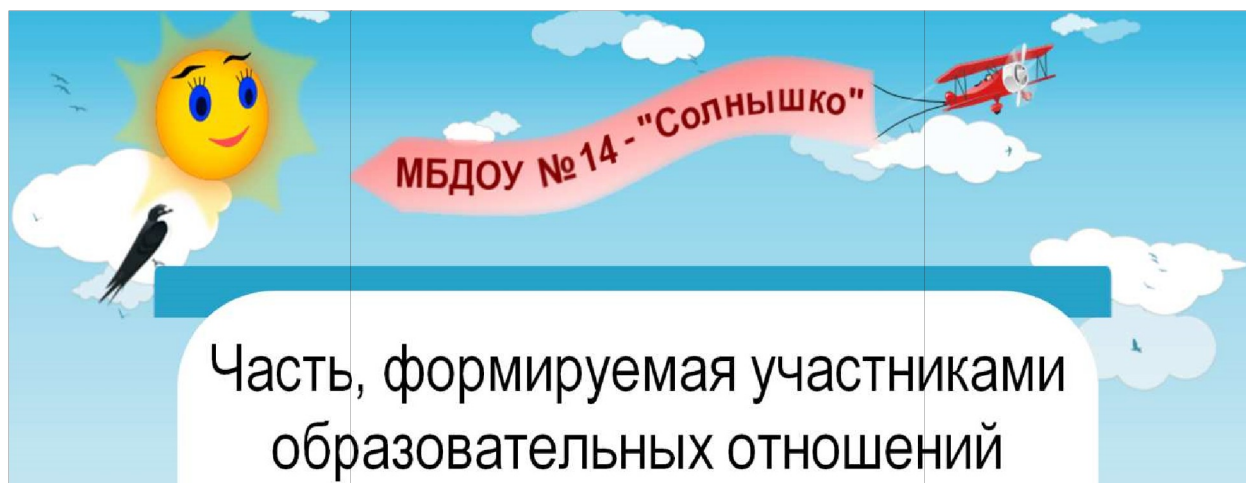 МБДОУ №14 - "Солнышко"
Часть, формируемая участниками
образовательных отношений